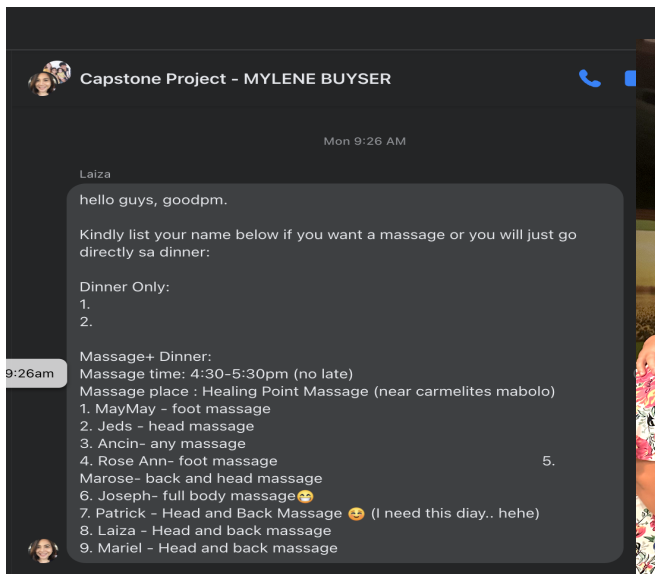 Capstone Project - MYLENE BUYSER
Mon 9:26 AM
Laiza
hello guys, goodpm.
Kindly list your name below if you want a massage or you will just go
directly sa dinner:
Dinner Only:
1.
2.
Massage+ Dinner:
9:26am
Massage time: 4:30-5:30pm (no late)
Massage place : Healing Point Massage (near carmelites mabolo)
1. MayMay - foot massage
2. Jeds - head massage
3. Ancin- any massage
4. Rose Ann- foot massage 5.
Marose- back and head massage
6. Joseph- full body massage😁
7. Patrick - Head and Back Massage 😊 (I need this diay.. hehe)
8. Laiza - Head and back massage
9. Mariel - Head and back massage